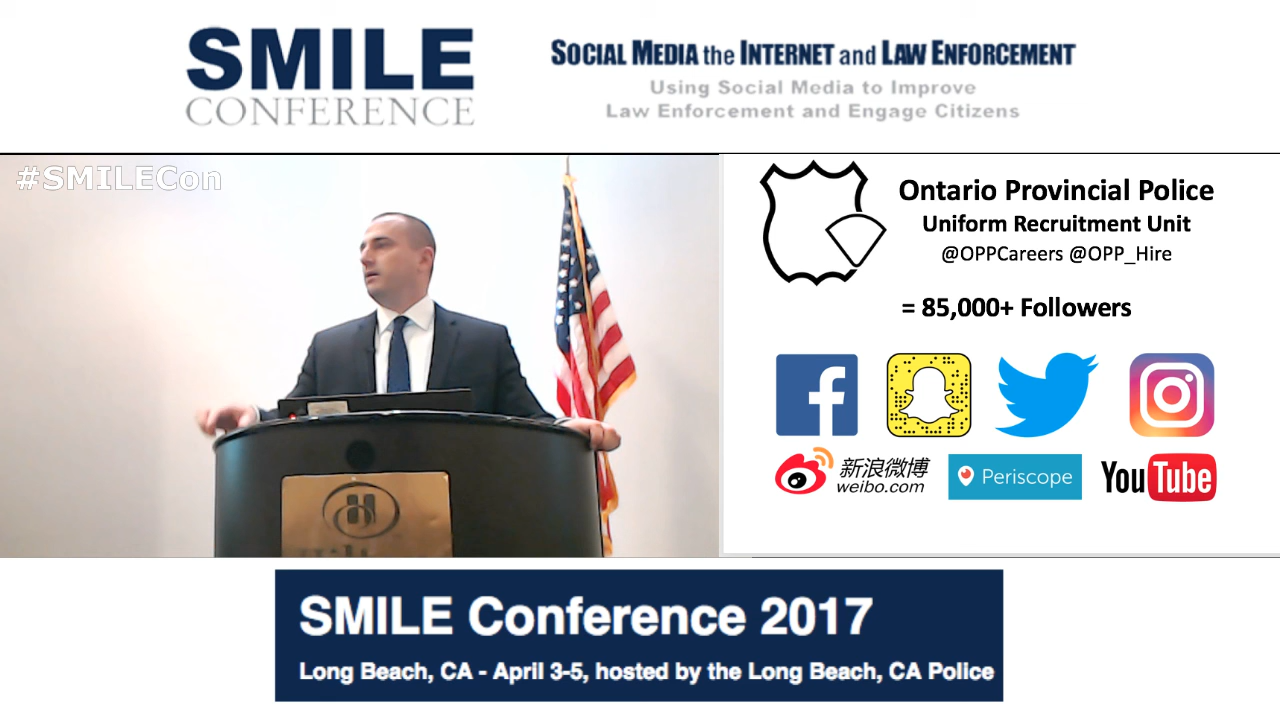 SMILE
CONFERENCE
SOCIAL MEDIA the INTERNET and LAW ENFORCEMENT
Using Social Media to Improve
Law Enforcement and Engage Citizens
#SMILECon
Ontario Provincial Police
Uniform Recruitment Unit
@OPPCareers @OPP_Hire
= 85,000+ Followers
新浪微博
weibo.com
Periscope
YouTube
Hilton
SMILE Conference 2017
Long Beach, CA - April 3-5, hosted by the Long Beach, CA Police